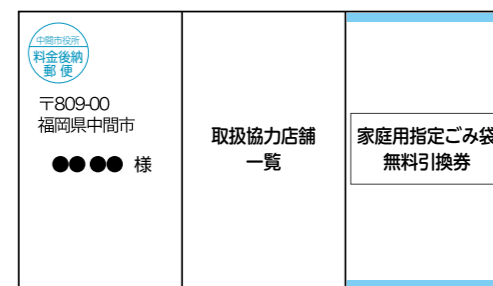 中間市役所
料金後納
郵便
〒809-00
福岡県中間市
●●●● 様
取扱協力店舗
一覧
家庭用指定ごみ袋
無料引換券